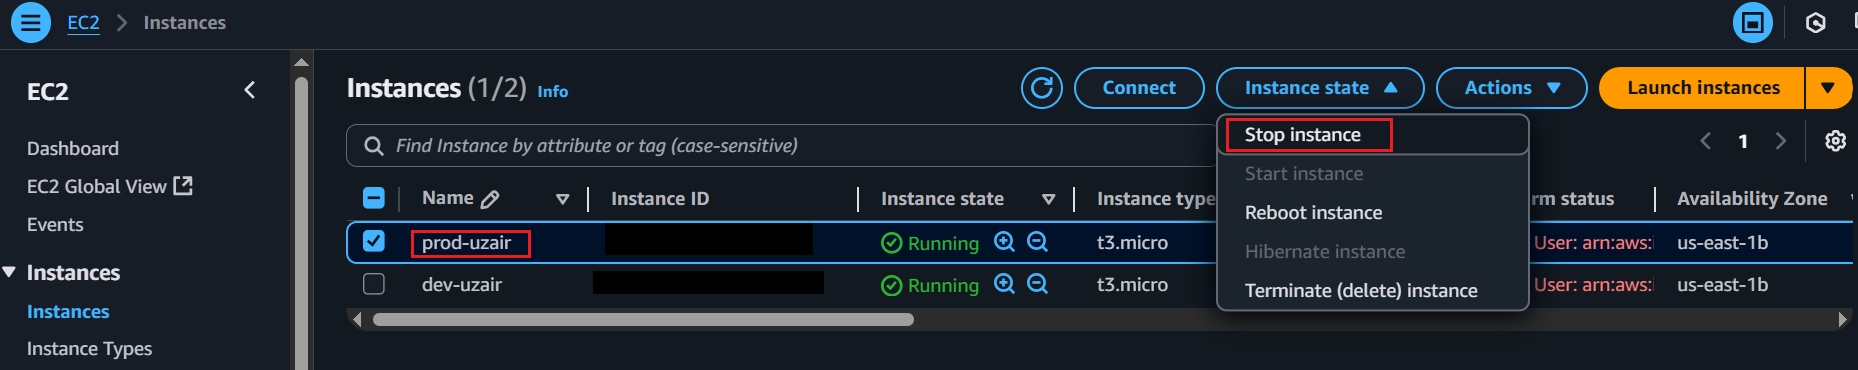 EC2 > Instances
EC2
Dashboard
EC2 Global View
Events
Instances
Instances
Instance Types
Instances (1/2) Info
Connect
Instance state
Actions
Launch instances
Find Instance by attribute or tag (case-sensitive)
1
Stop instance
Start instance
Reboot instance
Hibernate instance
Terminate (delete) instance
Name Instance ID Instance state Instance type rm status Availability Zone
prod-uzair Running t3.micro User: arn:aws: us-east-1b
dev-uzair Running t3.micro User: arn:aws: us-east-1b